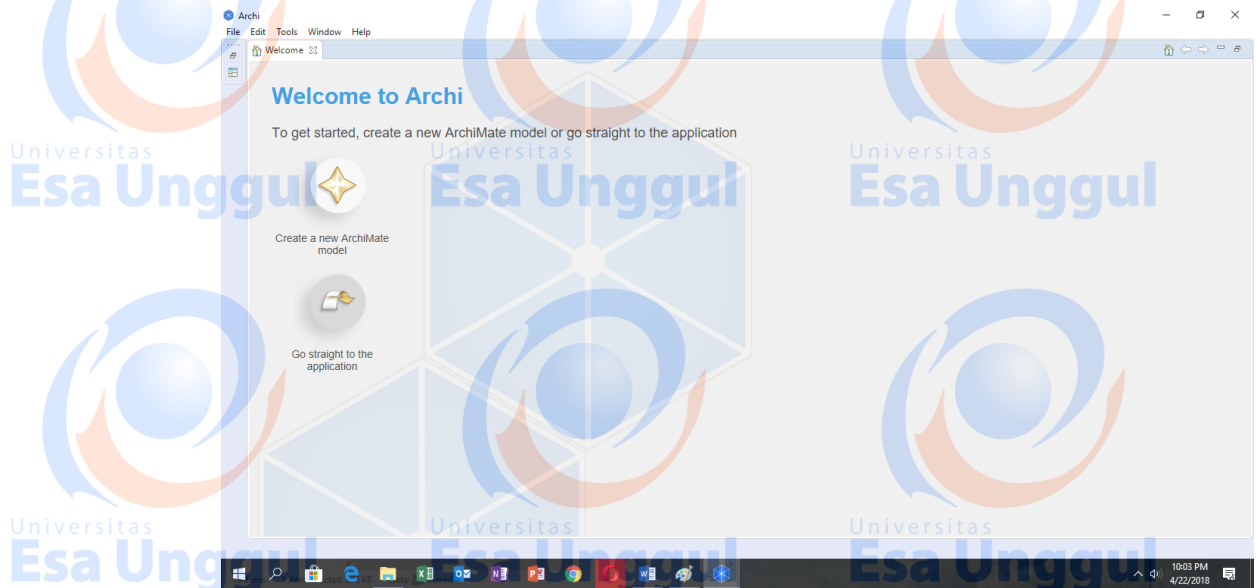 Archi
File Edit Tools Window Help
Welcome
Welcome to Archi
To get started, create a new ArchiMate model or go straight to the application
Universitas Universitas Universitas
Esa Unggul Esa Unggul Esa Unggul
Create a new ArchiMate
model
Go straight to the
application
Universitas Universitas Universitas
Esa Unggul Esa Unggul Esa Unggul
10:03 PM
4/22/2018